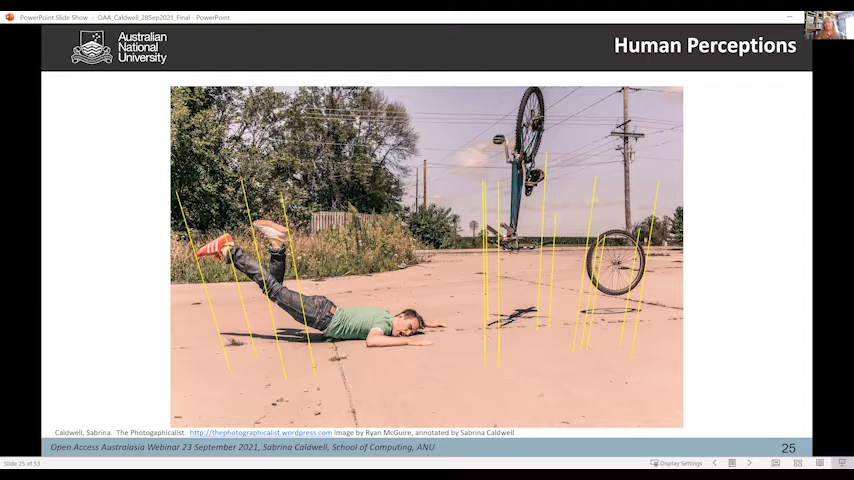 PowerPoint Slide Show - OAA_Caldwell_28Sep2021_Final - PowerPoint
Australian
National
University
Human Perceptions
Caldwell, Sabrina. The Photogaphicalist. http://thephotographicalist.wordpress.com Image by Ryan McGuire, annotated by Sabrina Caldwell
Open Access Australasia Webinar 23 September 2021, Sabrina Caldwell, School of Computing, ANU
25
Slide 25 of 53
Display Settings